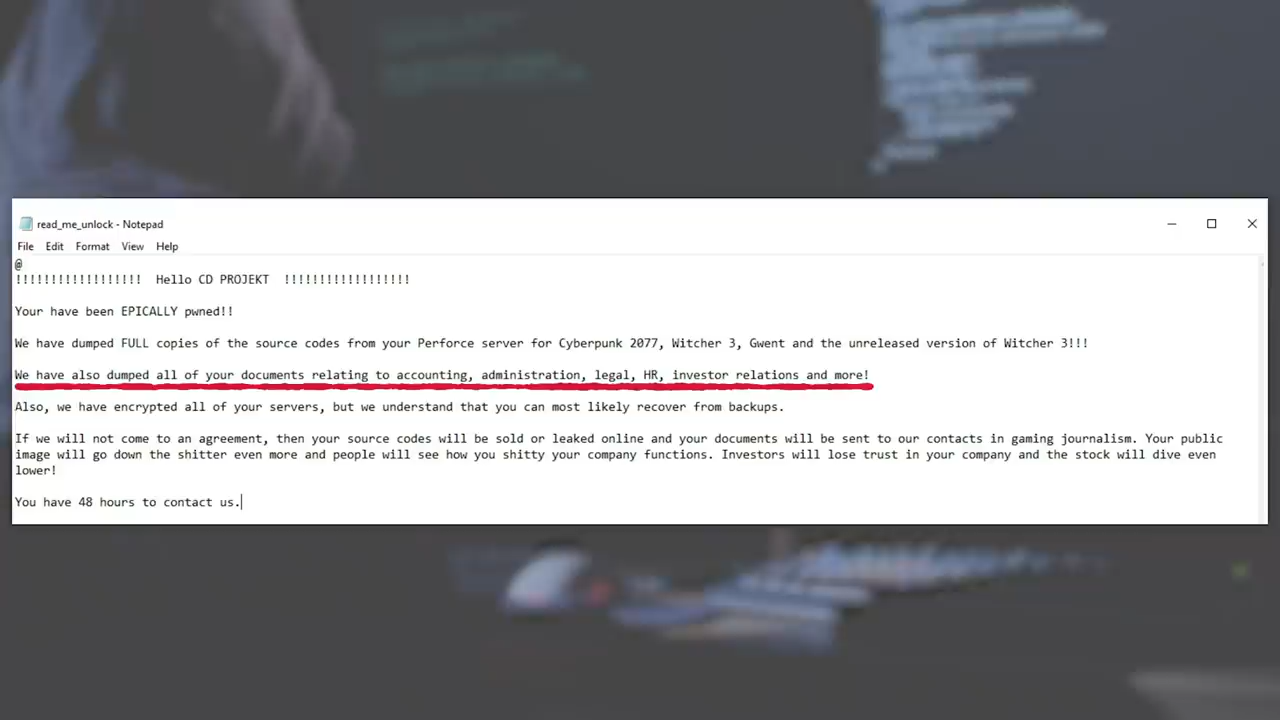 read_me_unlock - Notepad
File Edit Format View Help
@
!!!!!!!!!!!!!!!!!! Hello CD PROJEKT !!!!!!!!!!!!!!!!!!
Your have been EPICALLY pwned!!
We have dumped FULL copies of the source codes from your Perforce server for Cyberpunk 2077, Witcher 3, Gwent and the unreleased version of Witcher 3!!!
We have also dumped all of your documents relating to accounting, administration, legal, HR, investor relations and more!
Also, we have encrypted all of your servers, but we understand that you can most likely recover from backups.
If we will not come to an agreement, then your source codes will be sold or leaked online and your documents will be sent to our contacts in gaming journalism. Your public
image will go down the shitter even more and people will see how you shitty your company functions. Investors will lose trust in your company and the stock will dive even
lower!
You have 48 hours to contact us.